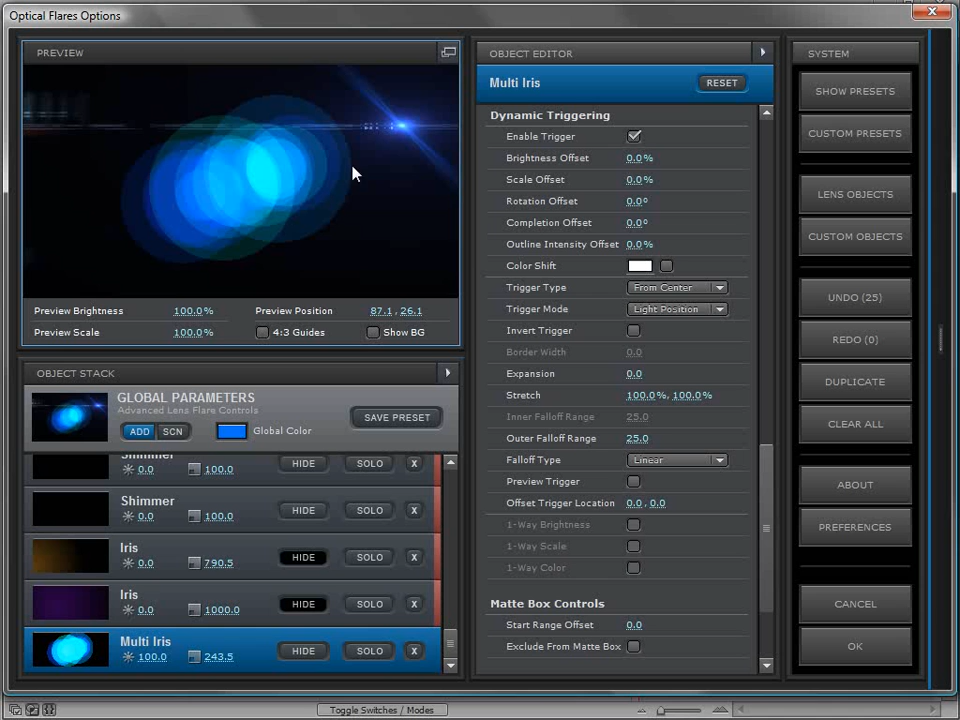 Optical Flares Options
PREVIEW
Preview Brightness 100.0% Preview Position 87.1 , 26.1
Preview Scale 100.0% 4:3 Guides Show BG
OBJECT STACK
GLOBAL PARAMETERS
Advanced Lens Flare Controls
SAVE PRESET
ADD SCN Global Color
Shimmer
0.0 100.0 HIDE SOLO X
Shimmer
0.0 100.0 HIDE SOLO X
Iris
0.0 790.5 HIDE SOLO X
Iris
0.0 1000.0 HIDE SOLO X
Multi Iris
100.0 243.5 HIDE SOLO X
OBJECT EDITOR
Multi Iris RESET
Dynamic Triggering
Enable Trigger
Brightness Offset 0.0%
Scale Offset 0.0%
Rotation Offset 0.0°
Completion Offset 0.0°
Outline Intensity Offset 0.0%
Color Shift
Trigger Type From Center
Trigger Mode Light Position
Invert Trigger
Border Width 0.0
Expansion 0.0
Stretch 100.0%, 100.0%
Inner Falloff Range 25.0
Outer Falloff Range 25.0
Falloff Type Linear
Preview Trigger
Offset Trigger Location 0.0 , 0.0
1-Way Brightness
1-Way Scale
1-Way Color
Matte Box Controls
Start Range Offset 0.0
Exclude From Matte Box
SYSTEM
SHOW PRESETS
CUSTOM PRESETS
LENS OBJECTS
CUSTOM OBJECTS
UNDO (25)
REDO (0)
DUPLICATE
CLEAR ALL
ABOUT
PREFERENCES
CANCEL
OK
Toggle Switches / Modes